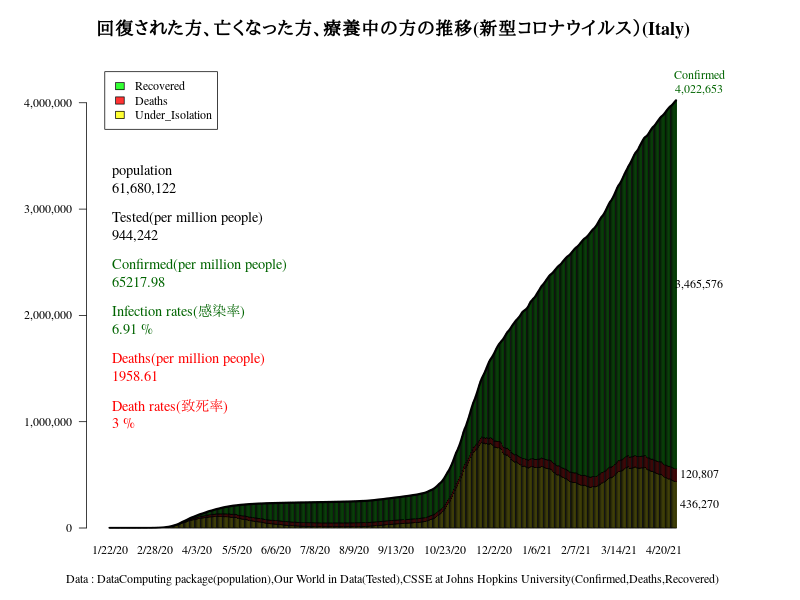 回復された方、亡くなった方、療養中の方の推移(新型コロナウイルス）(Italy)
Confirmed
4,022,653
Recovered
Deaths
Under_Isolation
4,000,000
3,000,000
2,000,000
1,000,000
0
population
61,680,122
Tested(per million people)
944,242
Confirmed(per million people)
65217.98
Infection rates(感染率)
6.91 %
Deaths(per million people)
1958.61
Death rates(致死率)
3 %
3,465,576
120,807
436,270
1/22/20 2/28/20 4/3/20 5/5/20 6/6/20 7/8/20 8/9/20 9/13/20 10/23/20 12/2/20 1/6/21 2/7/21 3/14/21 4/20/21
Data : DataComputing package(population),Our World in Data(Tested),CSSE at Johns Hopkins University(Confirmed,Deaths,Recovered)